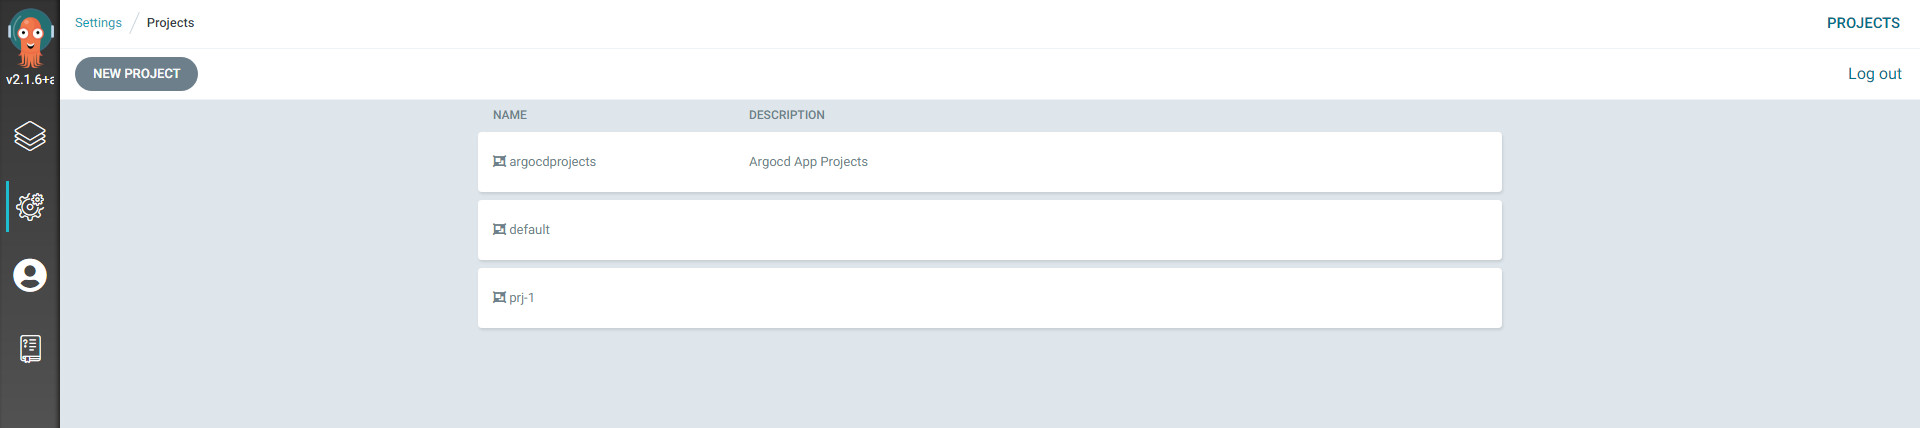 Settings / Projects
PROJECTS
v2.1.6+a
NEW PROJECT
Log out
NAME DESCRIPTION
argocdprojects Argocd App Projects
default
prj-1